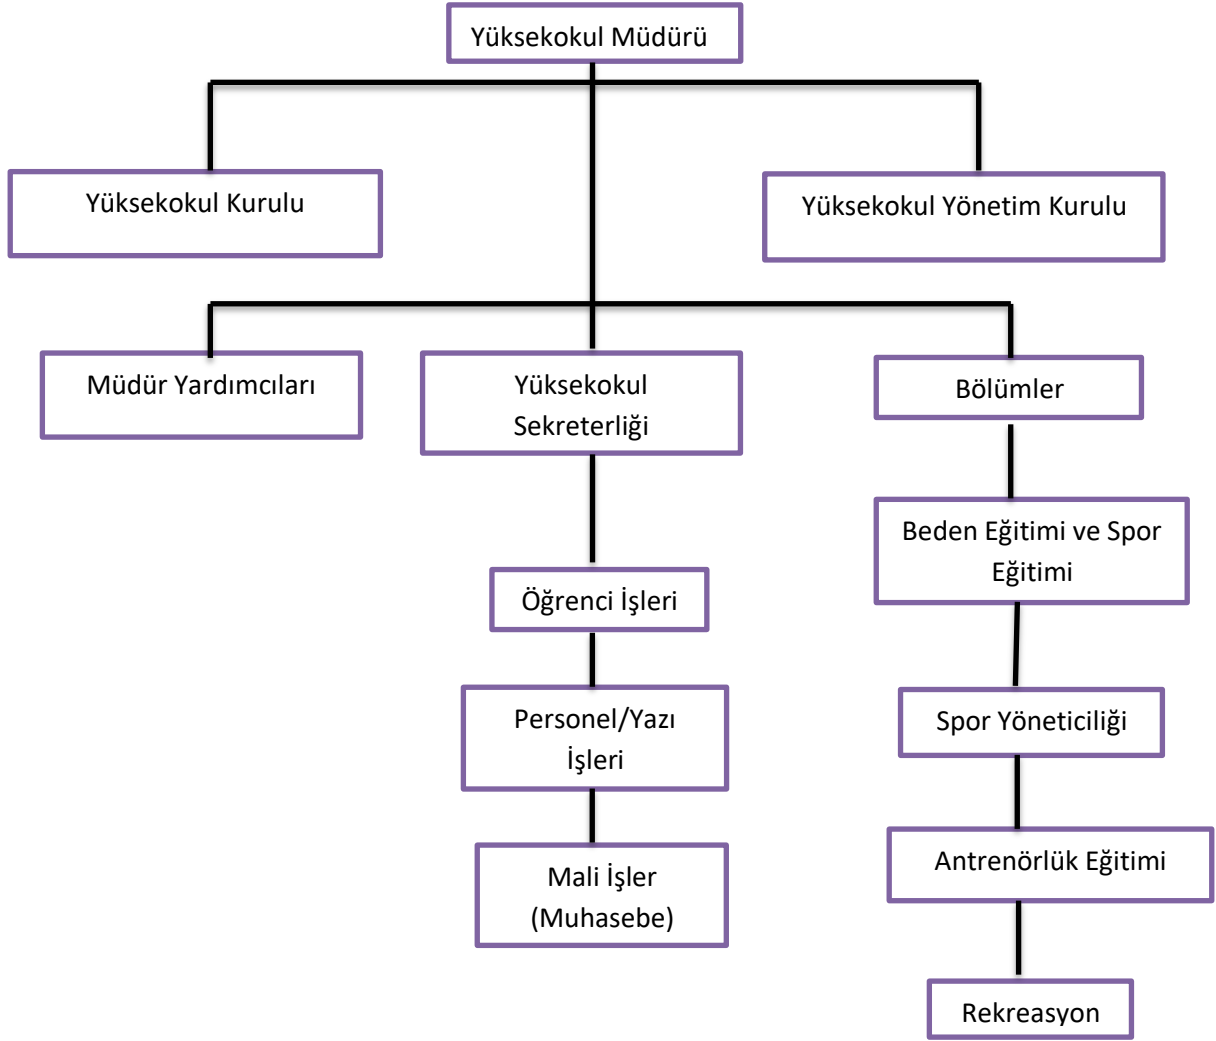 Yüksekokul Müdürü
Yüksekokul Kurulu
Yüksekokul Yönetim Kurulu
Müdür Yardımcıları
Yüksekokul
Sekreterliği
Bölümler
Beden Eğitimi ve Spor
Eğitimi
Öğrenci İşleri
Personel/Yazı
İşleri
Spor Yöneticiliği
Antrenörlük Eğitimi
Mali İşler
(Muhasebe)
Rekreasyon